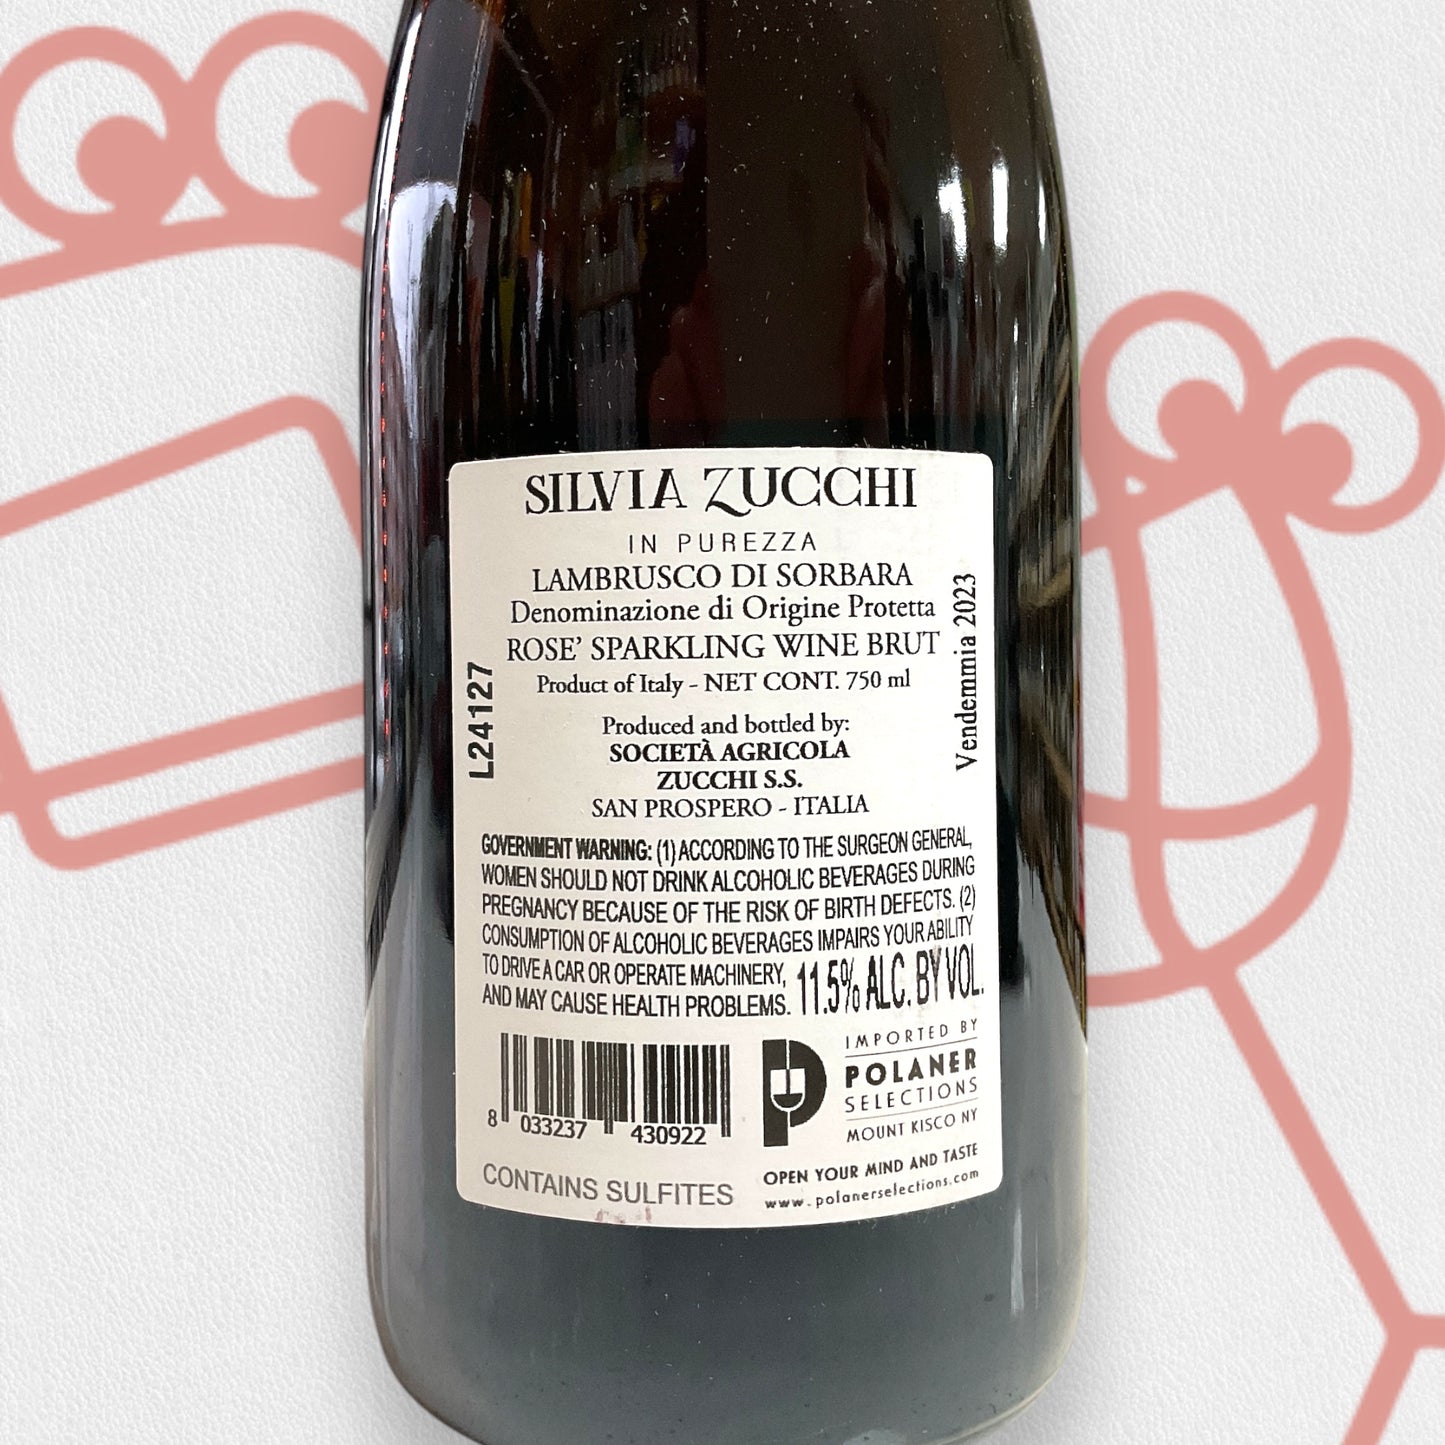 SILVIA ZUCCHI
IN PUREZZA
LAMBRUSCO DI SORBARA
Denominazione di Origine Protetta
ROSE’ SPARKLING WINE BRUT
Product of Italy - NET CONT. 750 ml
L24127
Vendemmia 2023
Produced and bottled by:
SOCIETÀ AGRICOLA
ZUCCHI S.S.
SAN PROSPERO - ITALIA
GOVERNMENT WARNING: (1) ACCORDING TO THE SURGEON GENERAL,
WOMEN SHOULD NOT DRINK ALCOHOLIC BEVERAGES DURING
PREGNANCY BECAUSE OF THE RISK OF BIRTH DEFECTS. (2)
CONSUMPTION OF ALCOHOLIC BEVERAGES IMPAIRS YOUR ABILITY
TO DRIVE A CAR OR OPERATE MACHINERY,
AND MAY CAUSE HEALTH PROBLEMS.
11.5% ALC. BY VOL.
8 033237 430922
CONTAINS SULFITES
IMPORTED BY
POLANER
SELECTIONS
MOUNT KISCO NY
OPEN YOUR MIND AND TASTE
www.polanerselections.com